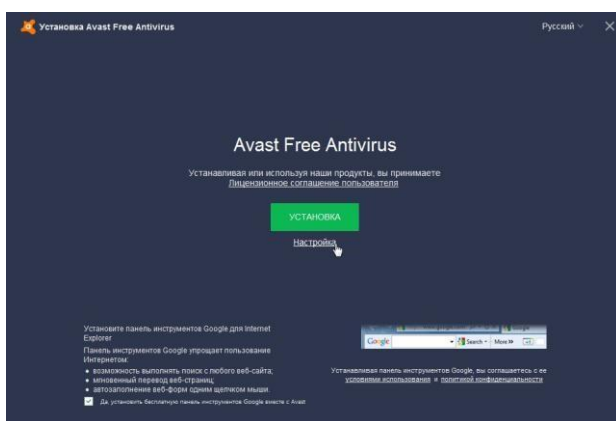 Установка Avast Free Antivirus
Русский
Avast Free Antivirus
Устанавливая или используя наши продукты, вы принимаете
Лицензионное соглашение пользователя
УСТАНОВКА
Настройка
Установите панель инструментов Google для Internet
Explorer
Панель инструментов Google упрощает пользование
Интернетом:
• возможность выполнять поиск с любого веб-сайта;
• мгновенный перевод веб-страниц;
• автозаполнение веб-форм одним щелчком мыши.
Да, установить бесплатную панель инструментов Google вместе с Avast
Google
Search
More >>
Устанавливая панель инструментов Google, вы соглашаетесь с ее
условиями использования и политикой конфиденциальности